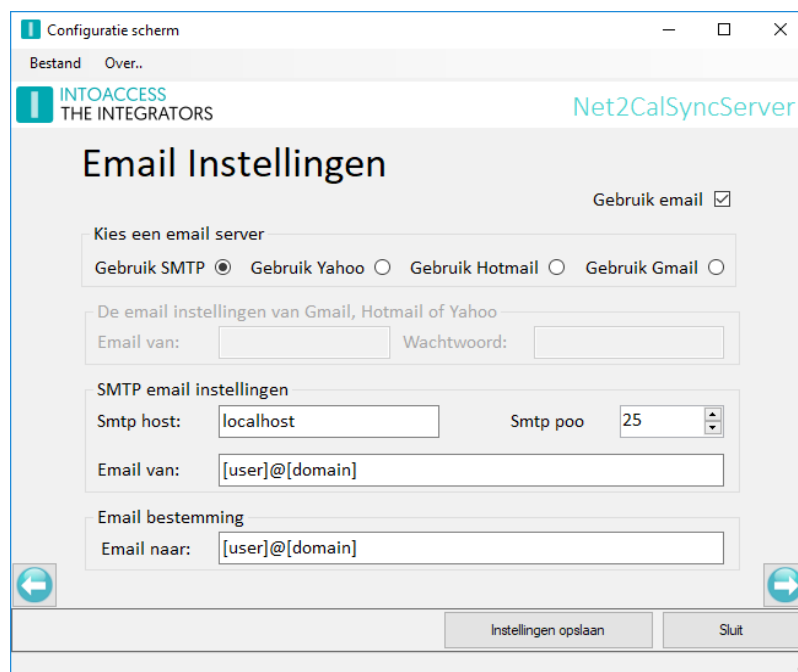 Configuratie scherm
Bestand Over..
INTOACCESS
THE INTEGRATORS
Net2CalSyncServer
Email Instellingen
Gebruik email
Kies een email server
Gebruik SMTP Gebruik Yahoo Gebruik Hotmail Gebruik Gmail
De email instellingen van Gmail, Hotmail of Yahoo
Email van: Wachtwoord:
SMTP email instellingen
Smtp host: localhost Smtp poo 25
Email van: [user]@[domain]
Email bestemming
Email naar: [user]@[domain]
Instellingen opslaan Sluit